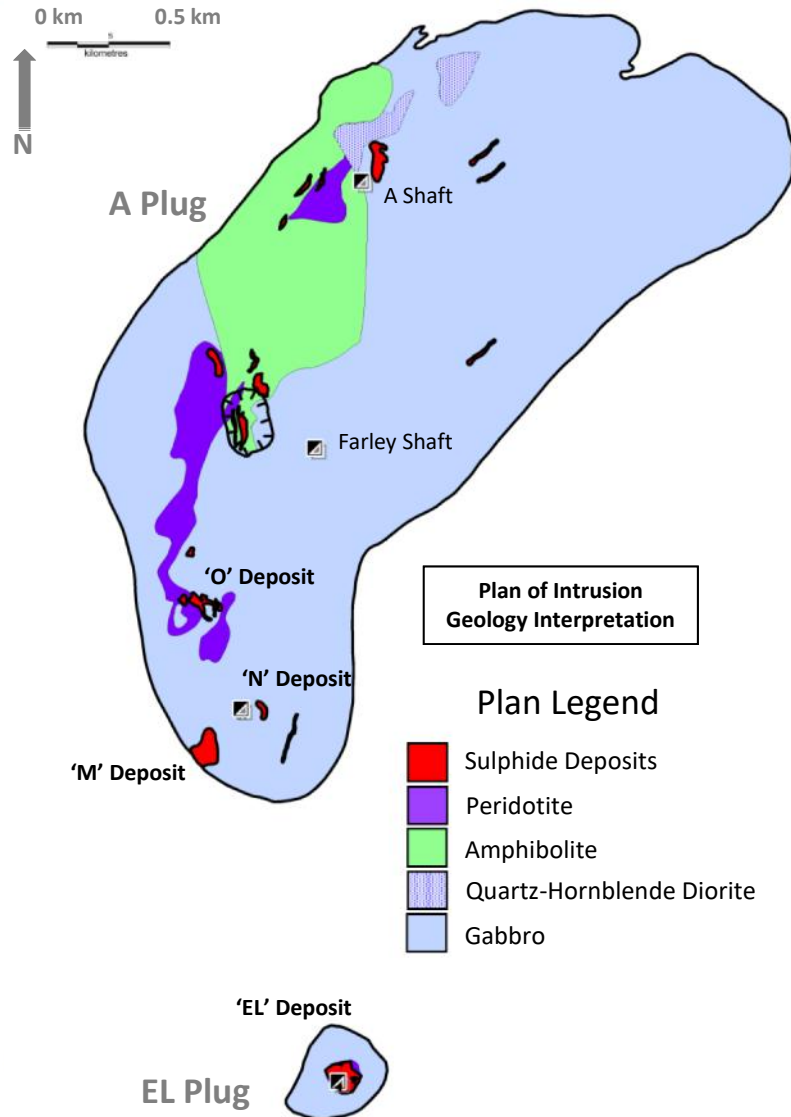 0 km 0.5 km
kilometres
N
A Plug
A Shaft
Farley Shaft
‘O’ Deposit
Plan of Intrusion
Geology Interpretation
‘N’ Deposit
Plan Legend
‘M’ Deposit
Sulphide Deposits
Peridotite
Amphibolite
Quartz-Hornblende Diorite
Gabbro
‘EL’ Deposit
EL Plug